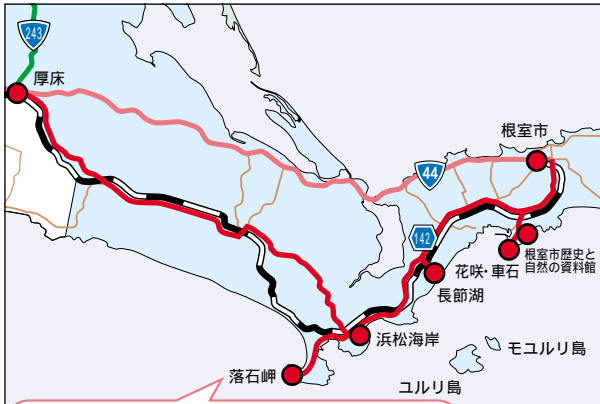 243
厚床
根室市
44
142
根室市歴史と
自然の資料館
花咲・車石
長節湖
浜松海岸
モユルリ島
落石岬
ユルリ島